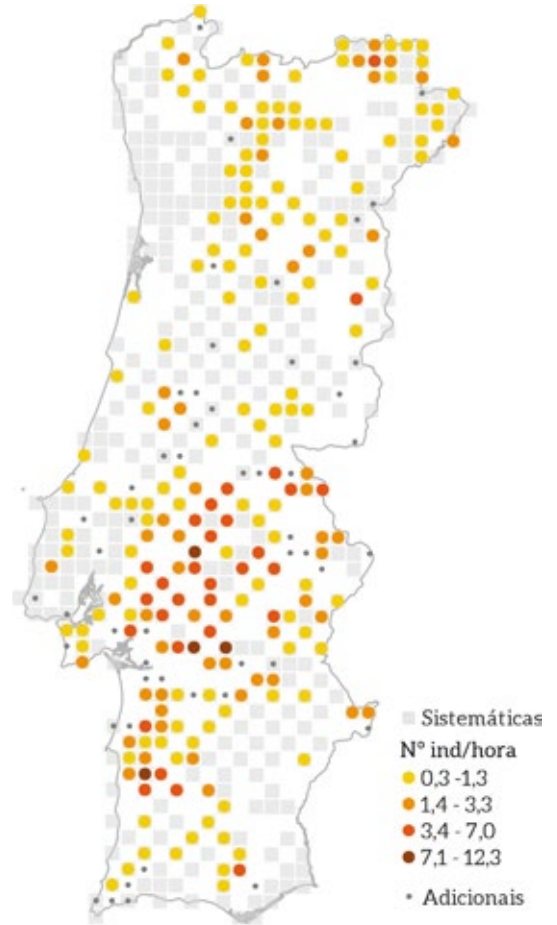 Sistemáticas
N° ind/hora
0,3 -1,3
1,4 - 3,3
3,4 - 7,0
7,1 - 12,3
Adicionais